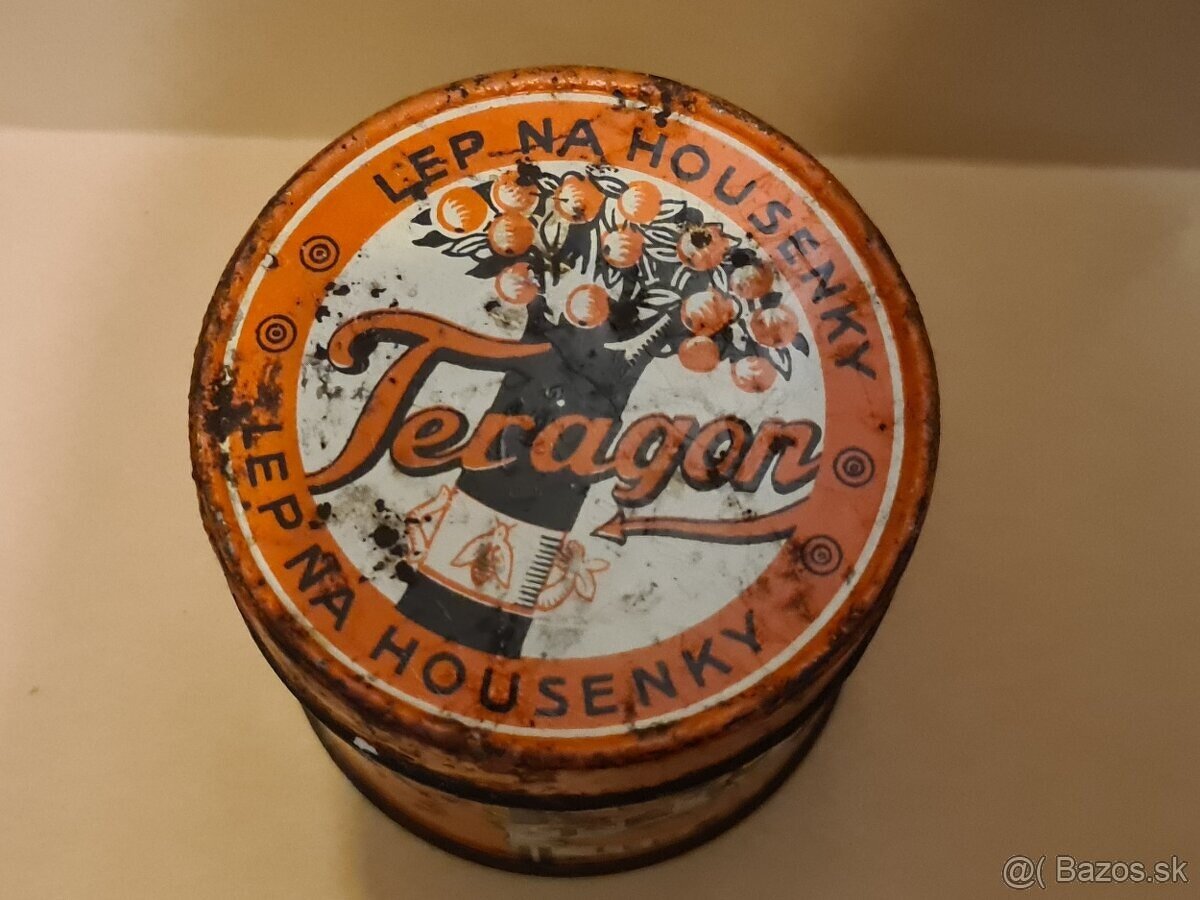 LEP NA HOUSENKY
Teragon
LEP NA HOUSENKY
@( Bazos.sk